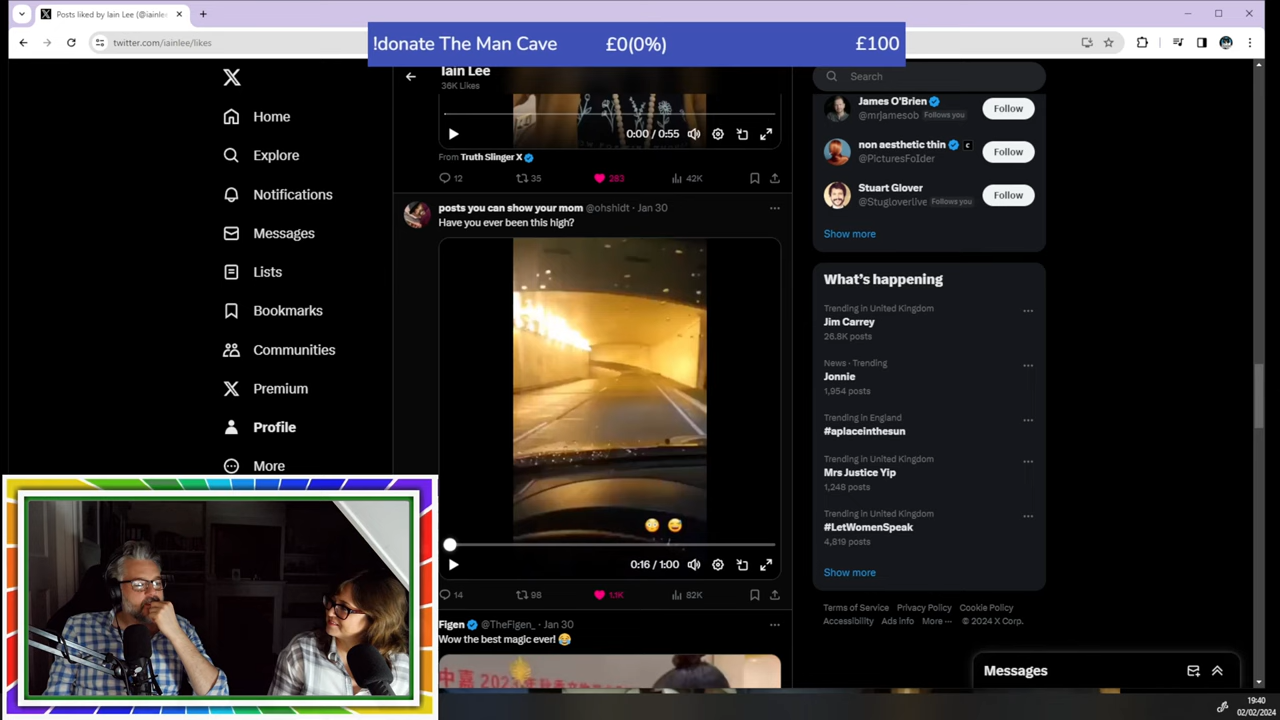 Posts liked by Iain Lee (@iainlee
twitter.com/iainlee/likes
!donate The Man Cave £0(0%) £100
Iain Lee
36K Likes
Home
Explore
Notifications
Messages
Lists
Bookmarks
Communities
Premium
Profile
More
0:00 / 0:55
From Truth Slinger X
12 35 283 42K
posts you can show your mom @ohshidt · Jan 30
Have you ever been this high?
0:16 / 1:00
14 98 1.1K 82K
Figen @TheFigen_ · Jan 30
Wow the best magic ever! 😂
Search
James O'Brien
@mrjamesob Follows you
Follow
non aesthetic thin
@PicturesFoIder
Follow
Stuart Glover
@Stugloverlive Follows you
Follow
Show more
What's happening
Trending in United Kingdom
Jim Carrey
26.8K posts
News · Trending
Jonnie
1,954 posts
Trending in England
#aplaceinthesun
Trending in United Kingdom
Mrs Justice Yip
1,248 posts
Trending in United Kingdom
#LetWomenSpeak
4,819 posts
Show more
Terms of Service Privacy Policy Cookie Policy
Accessibility Ads info More ··· © 2024 X Corp.
Messages
19:40
02/02/2024